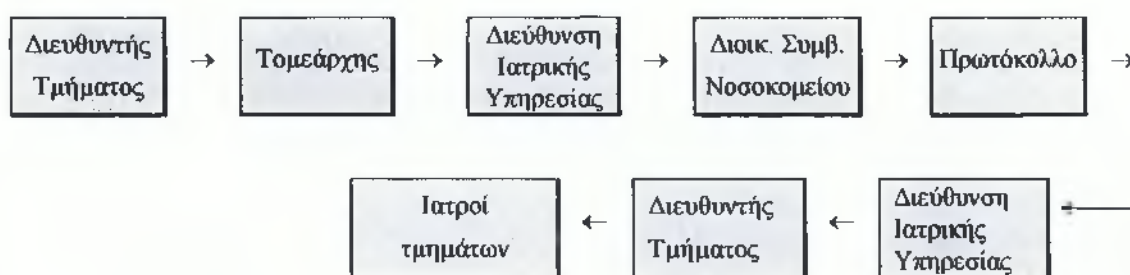 Διευθυντής
Τμήματος
→
Τομεάρχης
→
Διεύθυνση
Ιατρικής
Υπηρεσίας
→
Διοικ. Συμβ.
Νοσοκομείου
→
Πρωτόκολλο
→
Διεύθυνση
Ιατρικής
Υπηρεσίας
←
Διευθυντής
Τμήματος
←
Ιατροί
τμημάτων